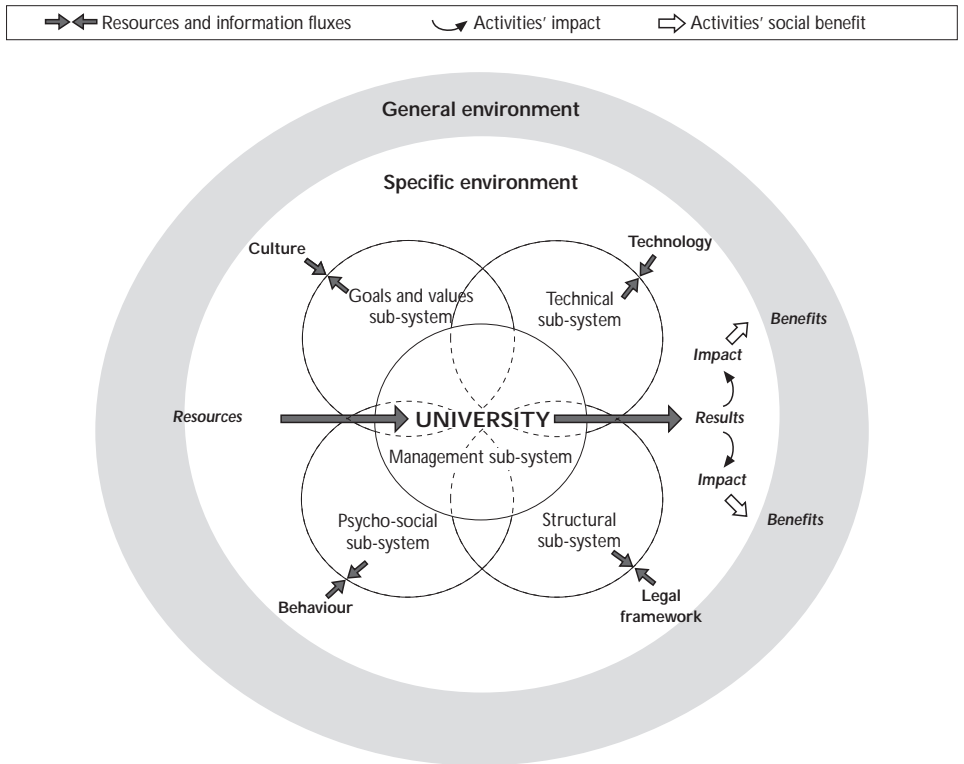 Resources and information fluxes
Activities' impact
Activities' social benefit
General environment
Specific environment
Culture
Technology
Goals and values
sub-system
Technical
sub-system
Benefits
Impact
Resources
UNIVERSITY
Results
Management sub-system
Impact
Psycho-social
sub-system
Structural
sub-system
Benefits
Behaviour
Legal
framework